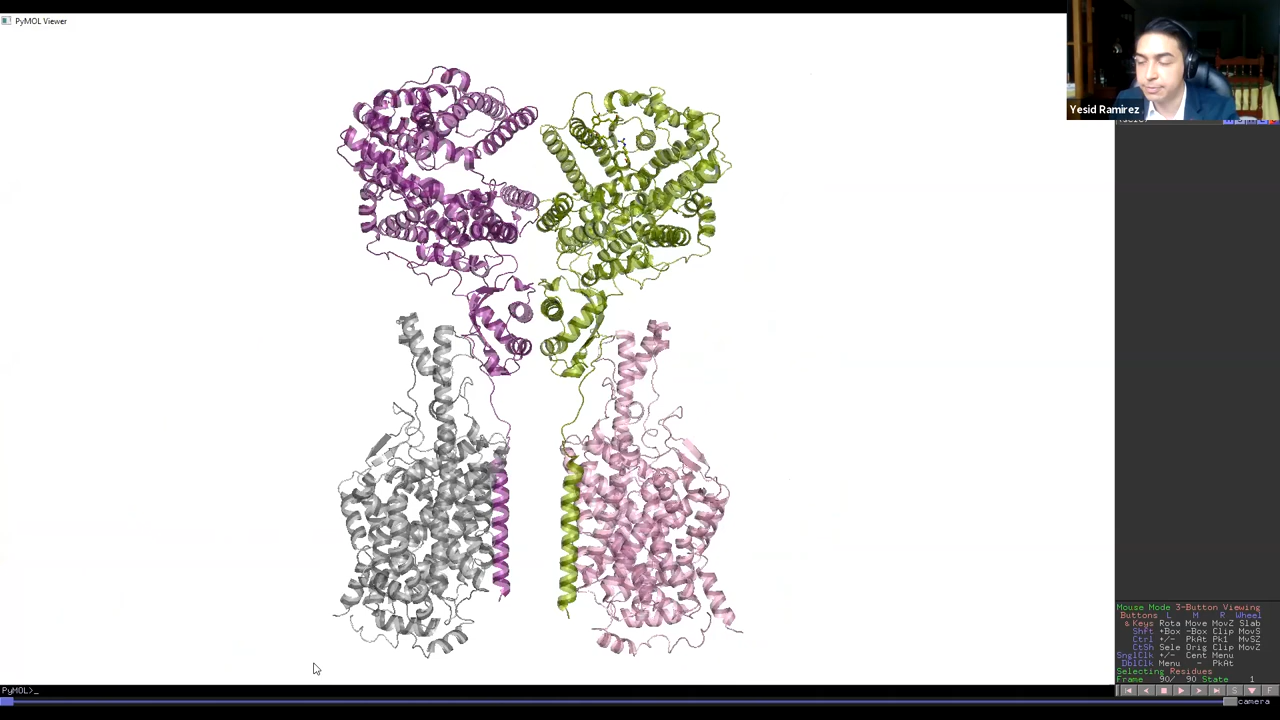 PyMOL Viewer
Yesid Ramirez
Mouse Mode 3-Button Viewing
Buttons L M R Wheel
& Keys Rota Move MovZ Slab
Shft +Box -Box Clip MovS
Ctrl +/- PkAt Pk1 MvSZ
CtSh Sele Orig Clip MovZ
SnglClk +/- Cent Menu
DblClk Menu - PkAt
Selecting Residues
Frame 90/ 90 State 1
PyMOL>_
S
F
camera